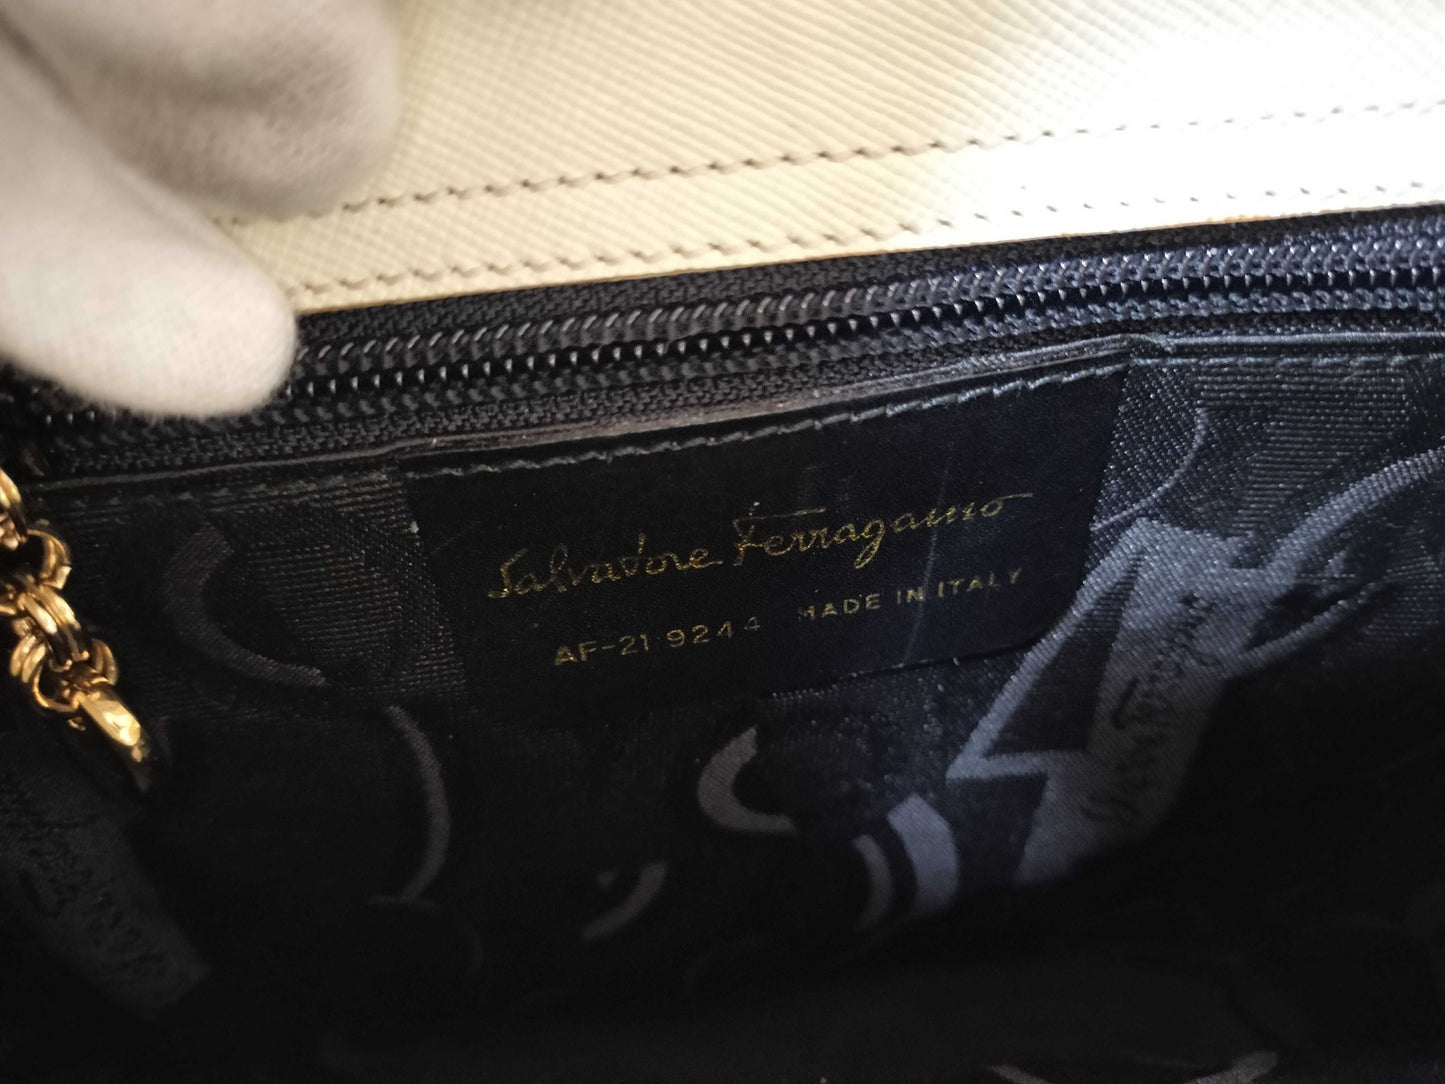 Salvatore Ferragamo
AF-21 9244 MADE IN ITALY